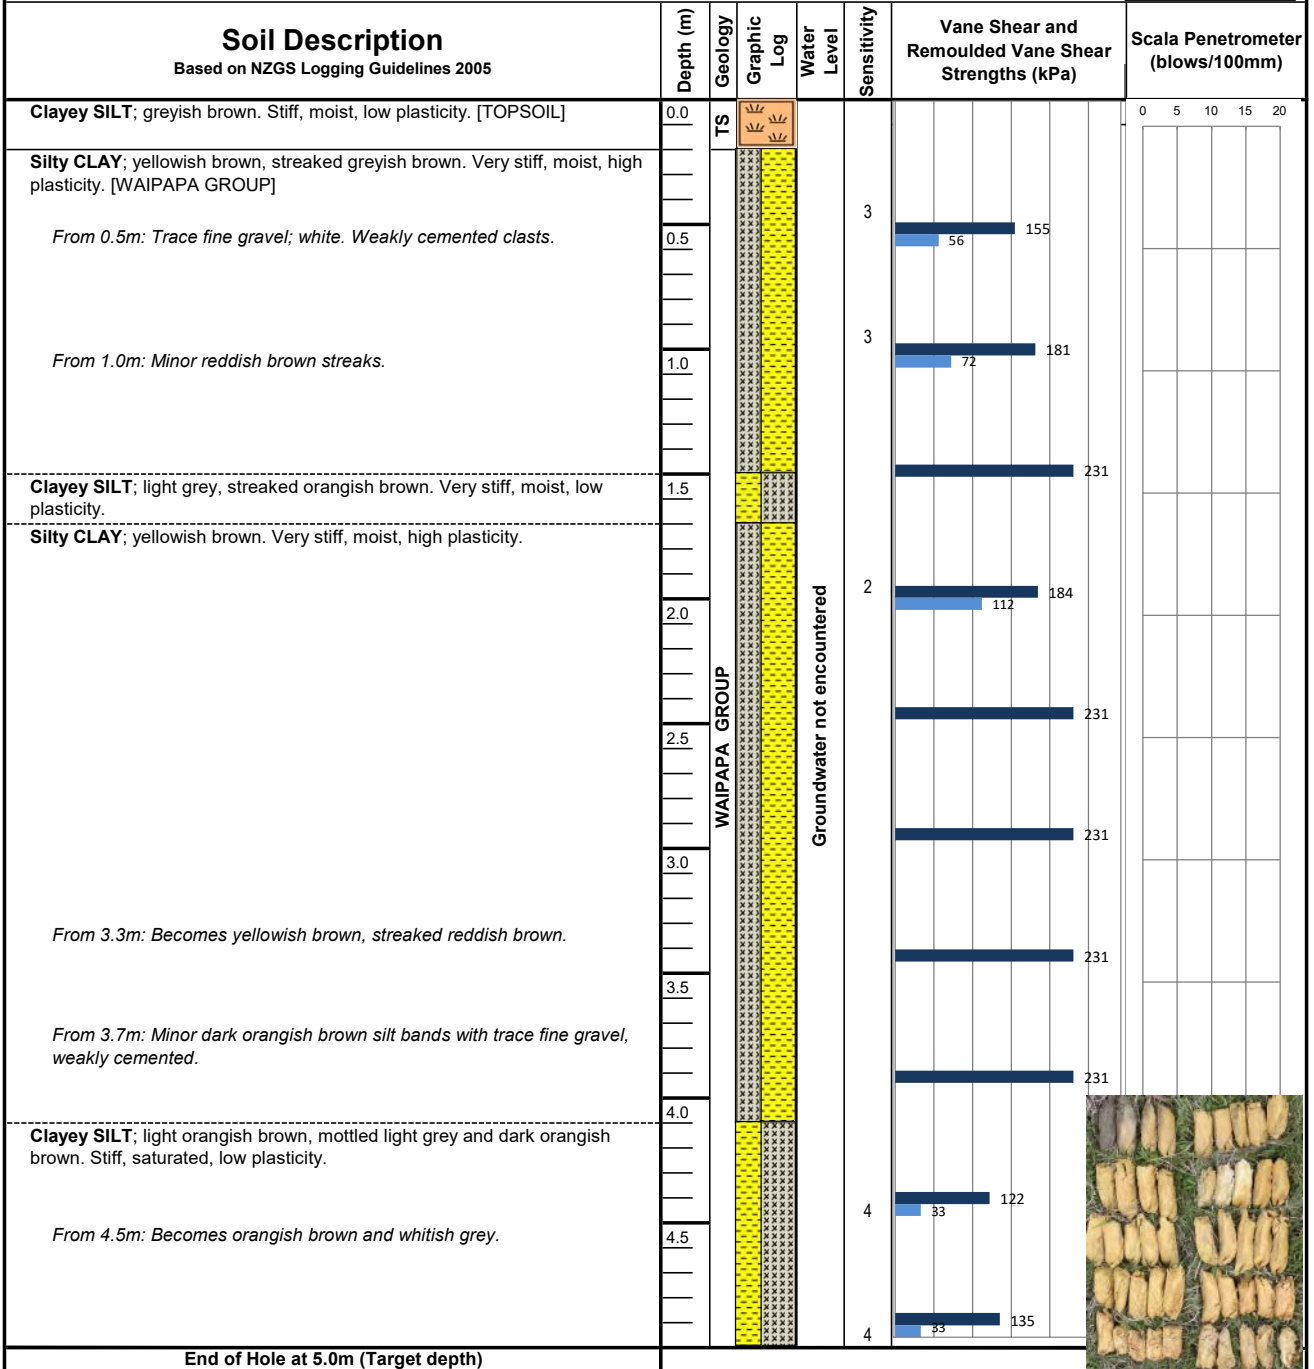 Soil Description
Based on NZGS Logging Guidelines 2005
Depth (m)
Geology
Graphic
Log
Water
Level
Sensitivity
Vane Shear and
Remoulded Vane Shear
Strengths (kPa)
Scala Penetrometer
(blows/100mm)
0 5 10 15 20
Clayey SILT; greyish brown. Stiff, moist, low plasticity. [TOPSOIL]
0.0
TS
Silty CLAY; yellowish brown, streaked greyish brown. Very stiff, moist, high
plasticity. [WAIPAPA GROUP]
3
From 0.5m: Trace fine gravel; white. Weakly cemented clasts.
0.5
155
56
3
From 1.0m: Minor reddish brown streaks.
1.0
181
72
231
Clayey SILT; light grey, streaked orangish brown. Very stiff, moist, low
plasticity.
1.5
Silty CLAY; yellowish brown. Very stiff, moist, high plasticity.
2
184
112
2.0
WAIPAPA GROUP
Groundwater not encountered
231
2.5
231
3.0
From 3.3m: Becomes yellowish brown, streaked reddish brown.
231
3.5
From 3.7m: Minor dark orangish brown silt bands with trace fine gravel,
weakly cemented.
231
4.0
Clayey SILT; light orangish brown, mottled light grey and dark orangish
brown. Stiff, saturated, low plasticity.
122
4
33
From 4.5m: Becomes orangish brown and whitish grey.
4.5
135
4
33
End of Hole at 5.0m (Target depth)